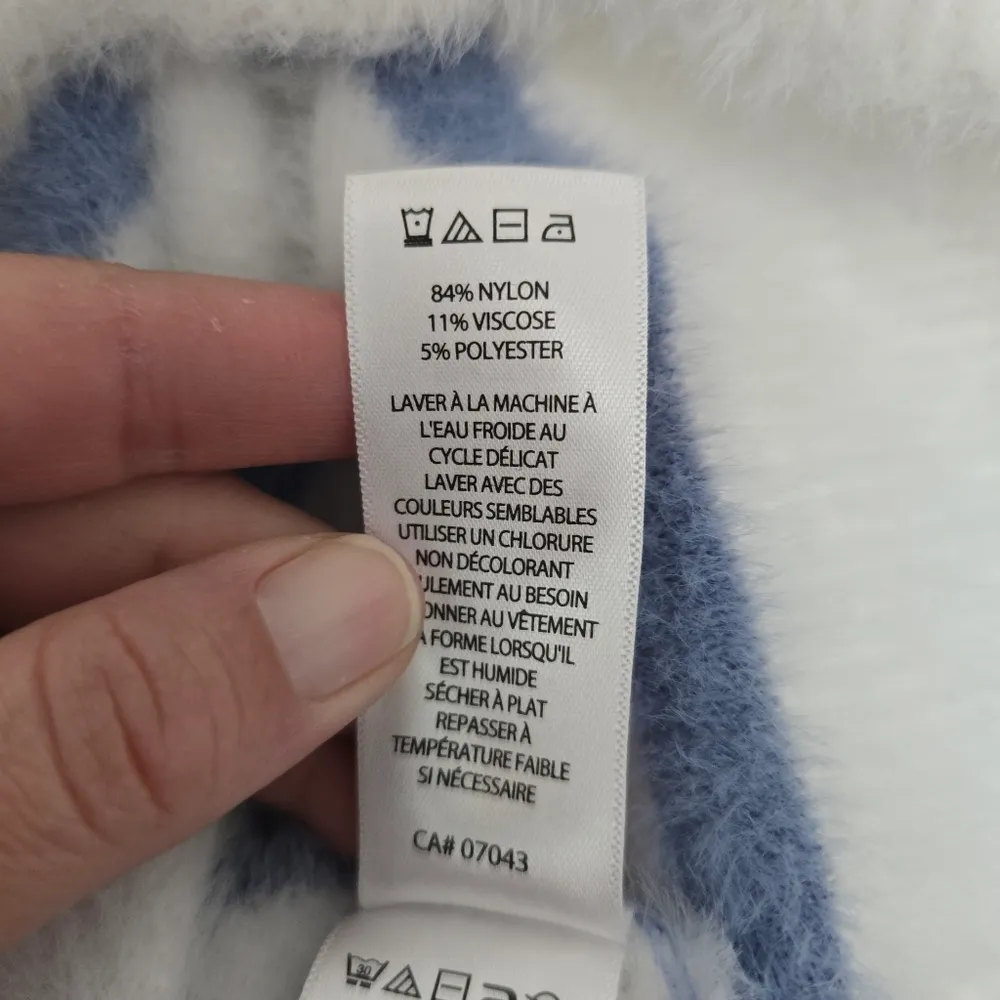 84% NYLON
11% VISCOSE
5% POLYESTER
LAVER À LA MACHINE À
L'EAU FROIDE AU
CYCLE DÉLICAT
LAVER AVEC DES
COULEURS SEMBLABLES
UTILISER UN CHLORURE
NON DÉCOLORANT
AU BESOIN
AU VÊTEMENT
FORME LORSQU'IL
EST HUMIDE
SÉCHER À PLAT
REPASSER À
TEMPÉRATURE FAIBLE
SI NÉCESSAIRE
CA# 07043
30